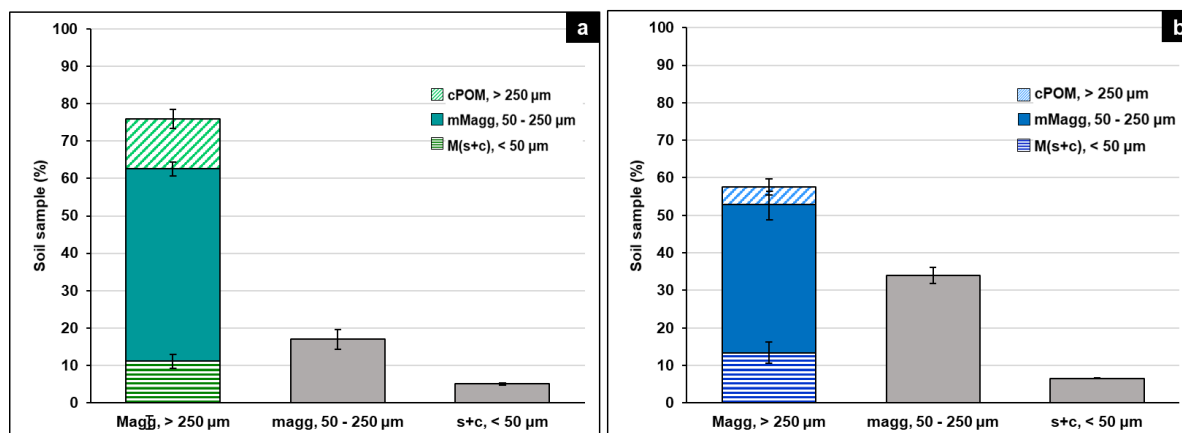 a
100
90
80
70
60
50
40
30
20
10
0
Soil sample (%)
cPOM, > 250 µm
mMagg, 50 - 250 µm
M(s+c), < 50 µm
Magg, > 250 µm
magg, 50 - 250 µm
s+c, < 50 µm
b
100
90
80
70
60
50
40
30
20
10
0
Soil sample (%)
cPOM, > 250 µm
mMagg, 50 - 250 µm
M(s+c), < 50 µm
Magg, > 250 µm
magg, 50 - 250 µm
s+c, < 50 µm